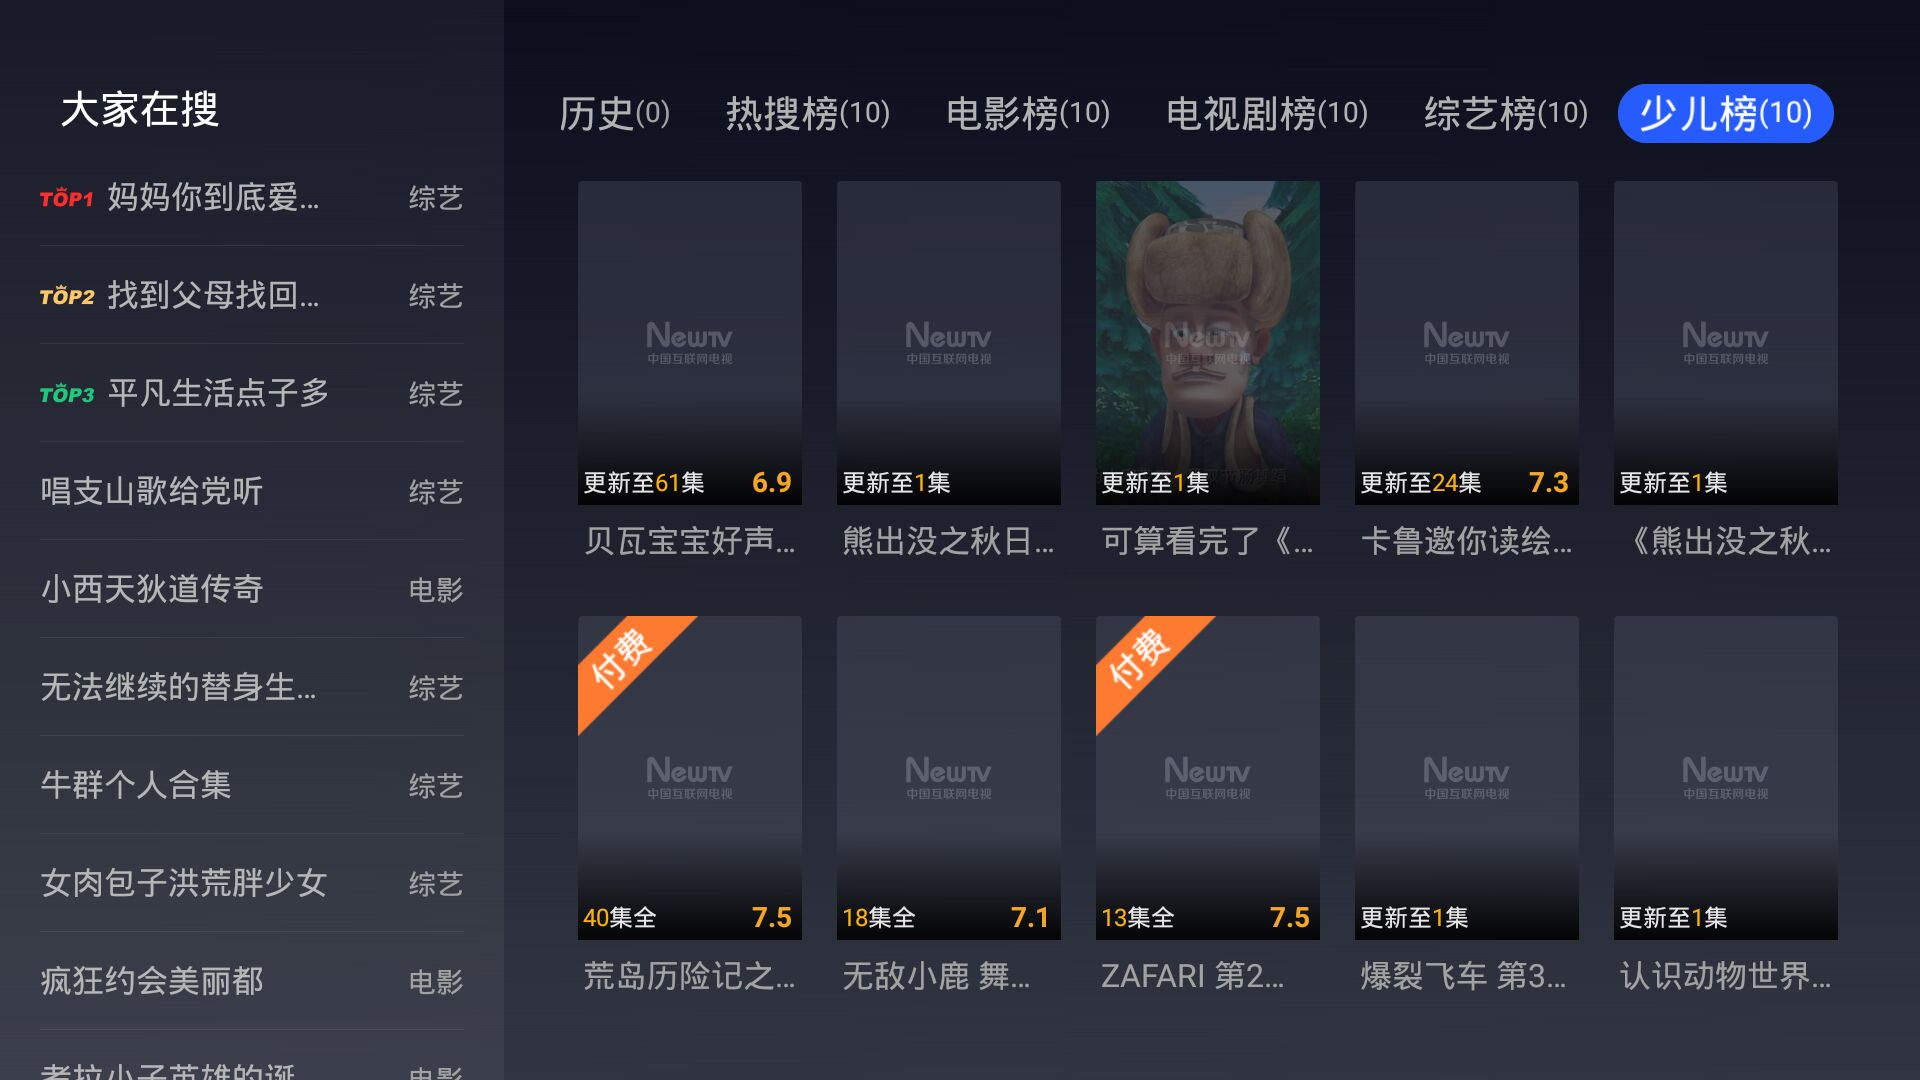 大家在搜
TOP1 妈妈你到底爱... 综艺
TOP2 找到父母找回... 综艺
TOP3 平凡生活点子多 综艺
唱支山歌给党听 综艺
小西天狄道传奇 电影
无法继续的替身生... 综艺
牛群个人合集 综艺
女肉包子洪荒胖少女 综艺
疯狂约会美丽都 电影
考拉小子英雄的诞 电影
历史(0) 热搜榜(10) 电影榜(10) 电视剧榜(10) 综艺榜(10) 少儿榜(10)
NewTV NewTV NewTV NewTV NewTV
中国互联网电视 中国互联网电视 中国互联网电视 中国互联网电视 中国互联网电视
更新至61集 6.9 更新至1集 更新至1集 更新至24集 7.3 更新至1集
贝瓦宝宝好声... 熊出没之秋日... 可算看完了《... 卡鲁邀你读绘... 《熊出没之秋...
付费 付费
NewTV NewTV NewTV NewTV NewTV
中国互联网电视 中国互联网电视 中国互联网电视 中国互联网电视 中国互联网电视
40集全 7.5 18集全 7.1 13集全 7.5 更新至1集 更新至1集
荒岛历险记之... 无敌小鹿 舞... ZAFARI 第2... 爆裂飞车 第3... 认识动物世界...